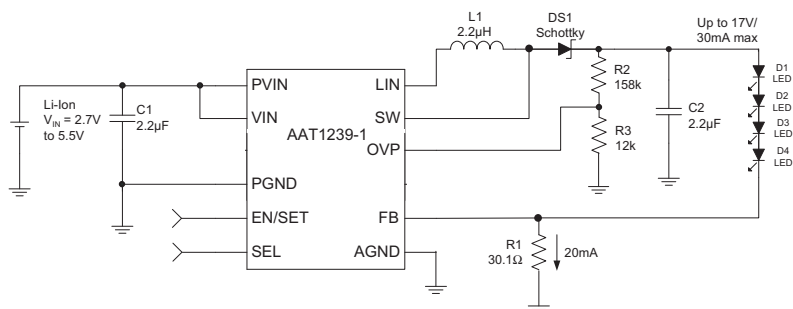 L1
2.2μH
DS1
Schottky
Up to 17V/
30mA max
PVIN
LIN
R2
158k
D1
LED
Li-Ion
VIN = 2.7V
to 5.5V
C1
2.2μF
VIN
SW
AAT1239-1
OVP
R3
12k
C2
2.2μF
D2
LED
D3
LED
D4
LED
PGND
EN/SET
FB
SEL
AGND
R1
30.1Ω
20mA